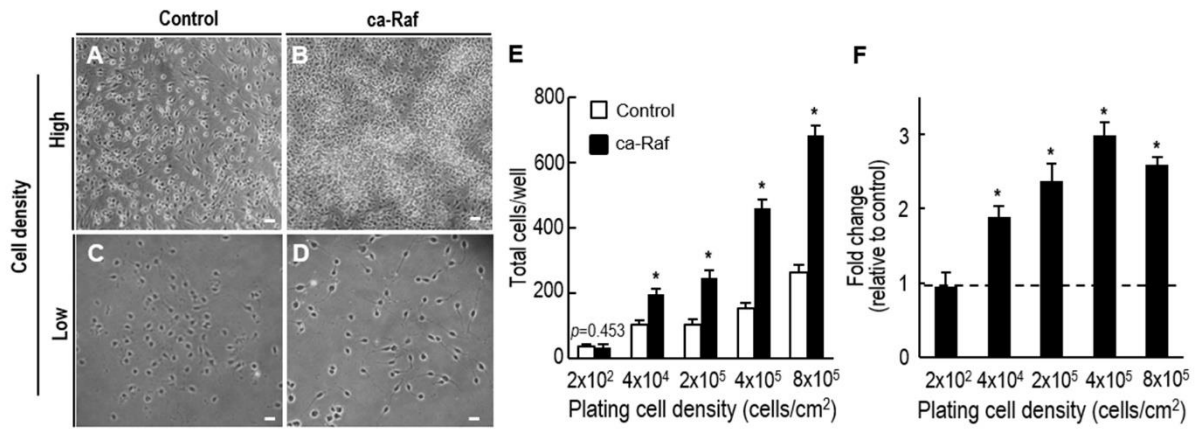 Control
ca-Raf
Cell density
High
Low
A
B
C
D
E
Total cells/well
800
600
400
200
0
Control
ca-Raf
p=0.453
*
*
*
*
2x10²
4x10⁴
2x10⁵
4x10⁵
8x10⁵
Plating cell density (cells/cm²)
F
Fold change
(relative to control)
3
2
1
0
*
*
*
*
2x10²
4x10⁴
2x10⁵
4x10⁵
8x10⁵
Plating cell density (cells/cm²)